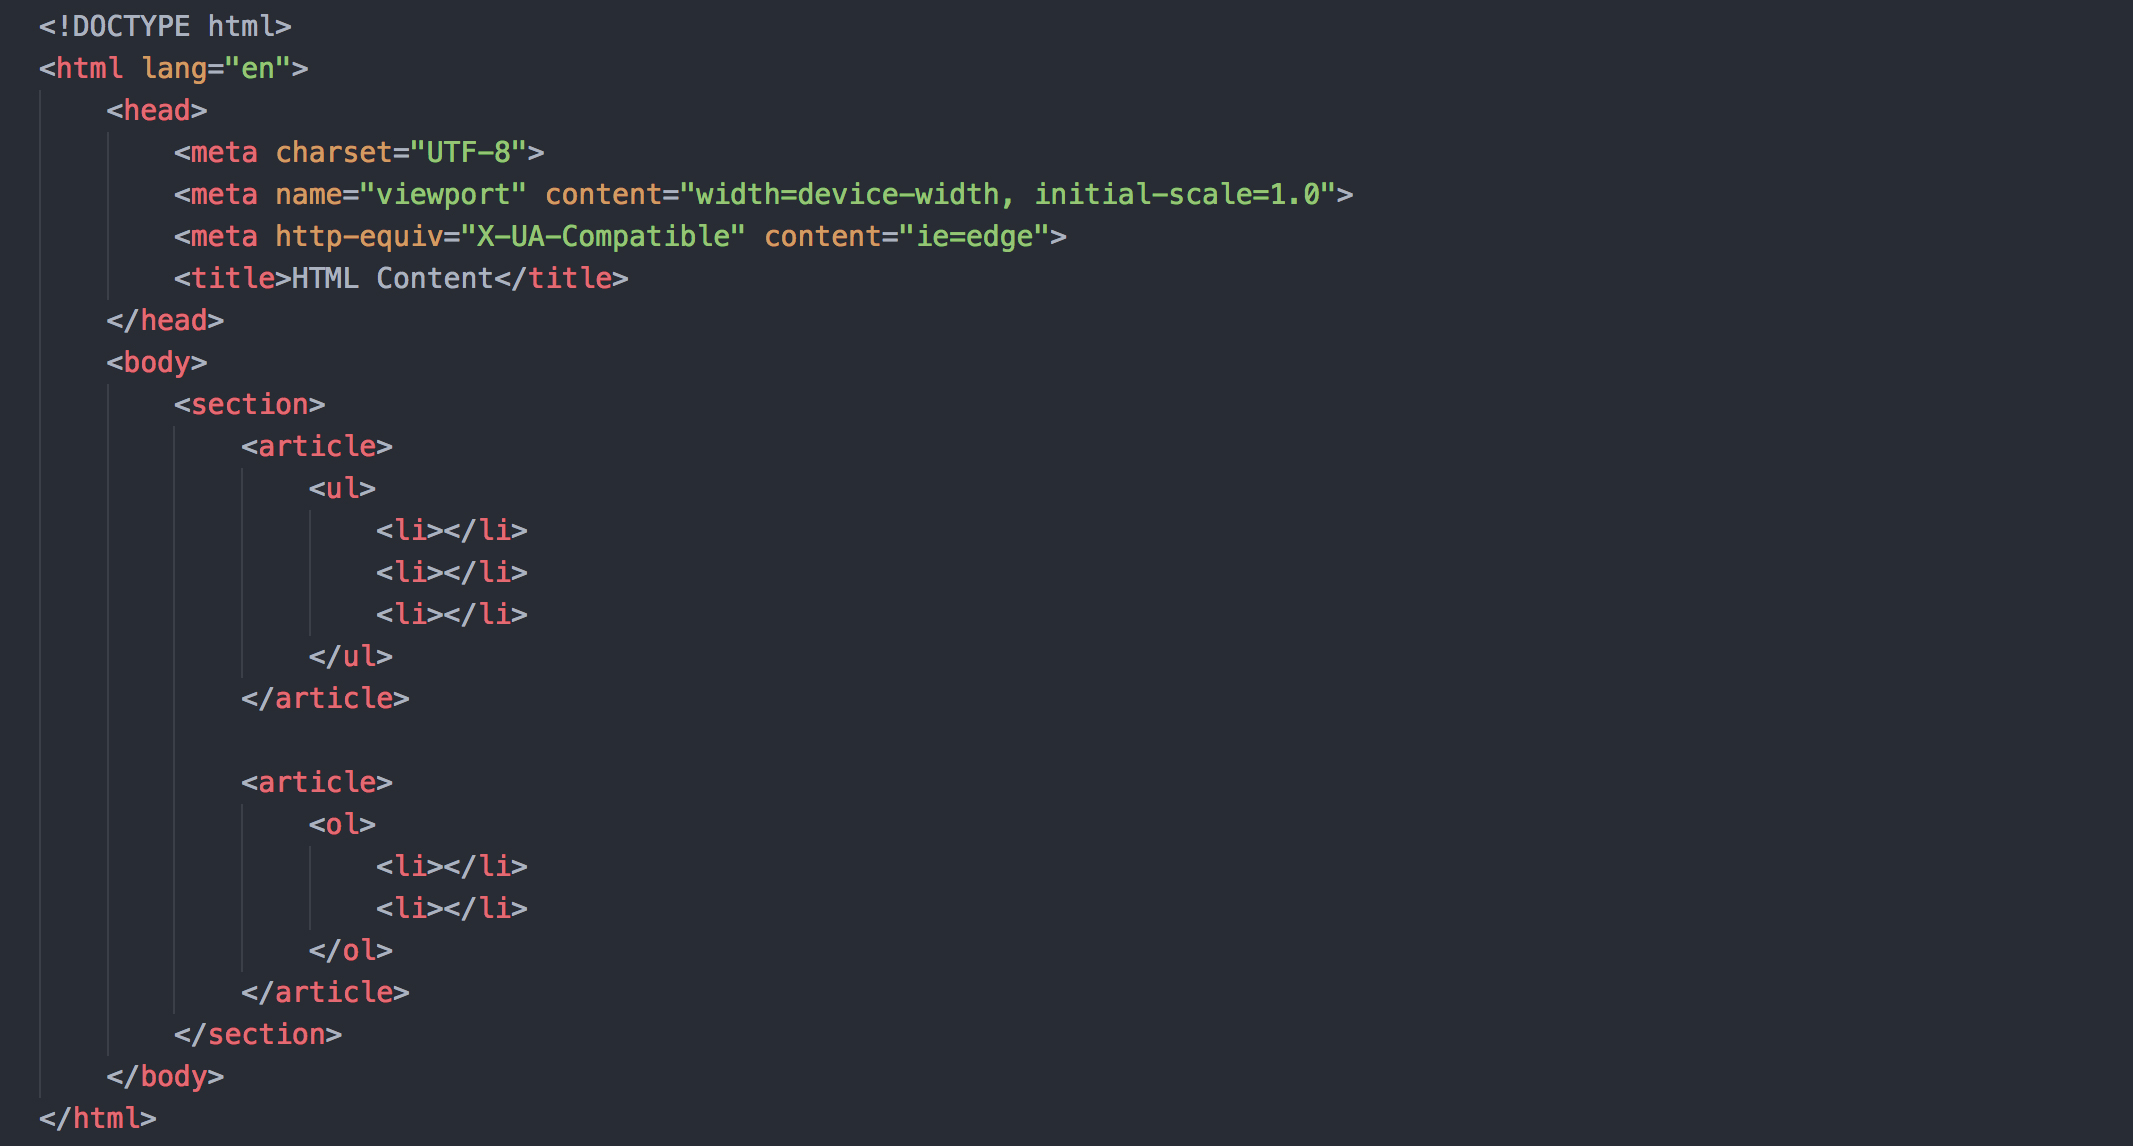 <!DOCTYPE html>
<html lang="en">
    <head>
        <meta charset="UTF-8">
        <meta name="viewport" content="width=device-width, initial-scale=1.0">
        <meta http-equiv="X-UA-Compatible" content="ie=edge">
        <title>HTML Content</title>
    </head>
    <body>
        <section>
            <article>
                <ul>
                    <li></li>
                    <li></li>
                    <li></li>
                </ul>
            </article>

            <article>
                <ol>
                    <li></li>
                    <li></li>
                </ol>
            </article>
        </section>
    </body>
</html>